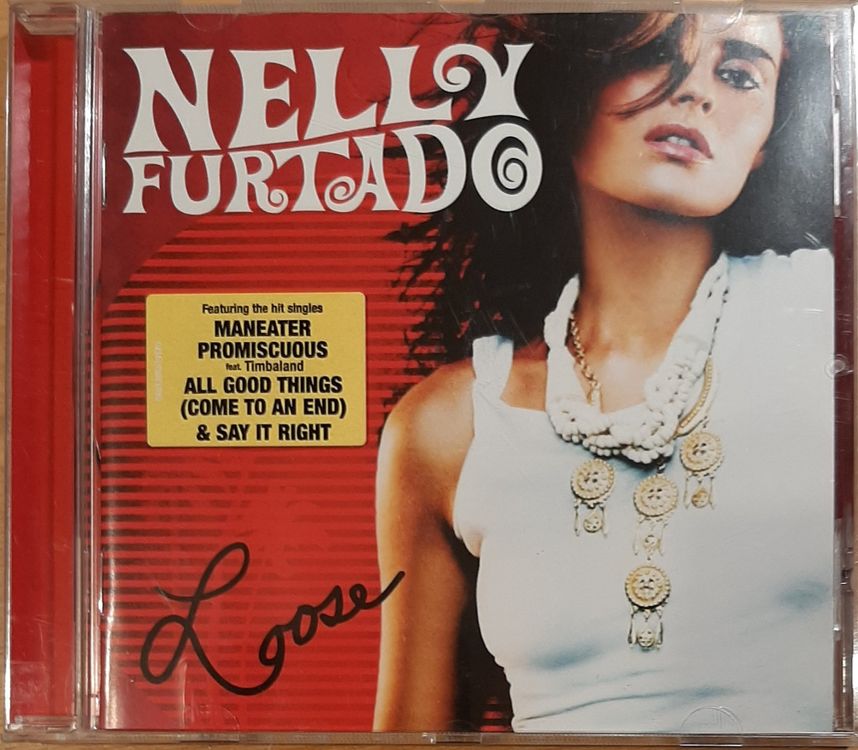 NELLY
FURTADO
Featuring the hit singles
MANEATER
PROMISCUOUS
feat. Timbaland
ALL GOOD THINGS
(COME TO AN END)
& SAY IT RIGHT
Loose